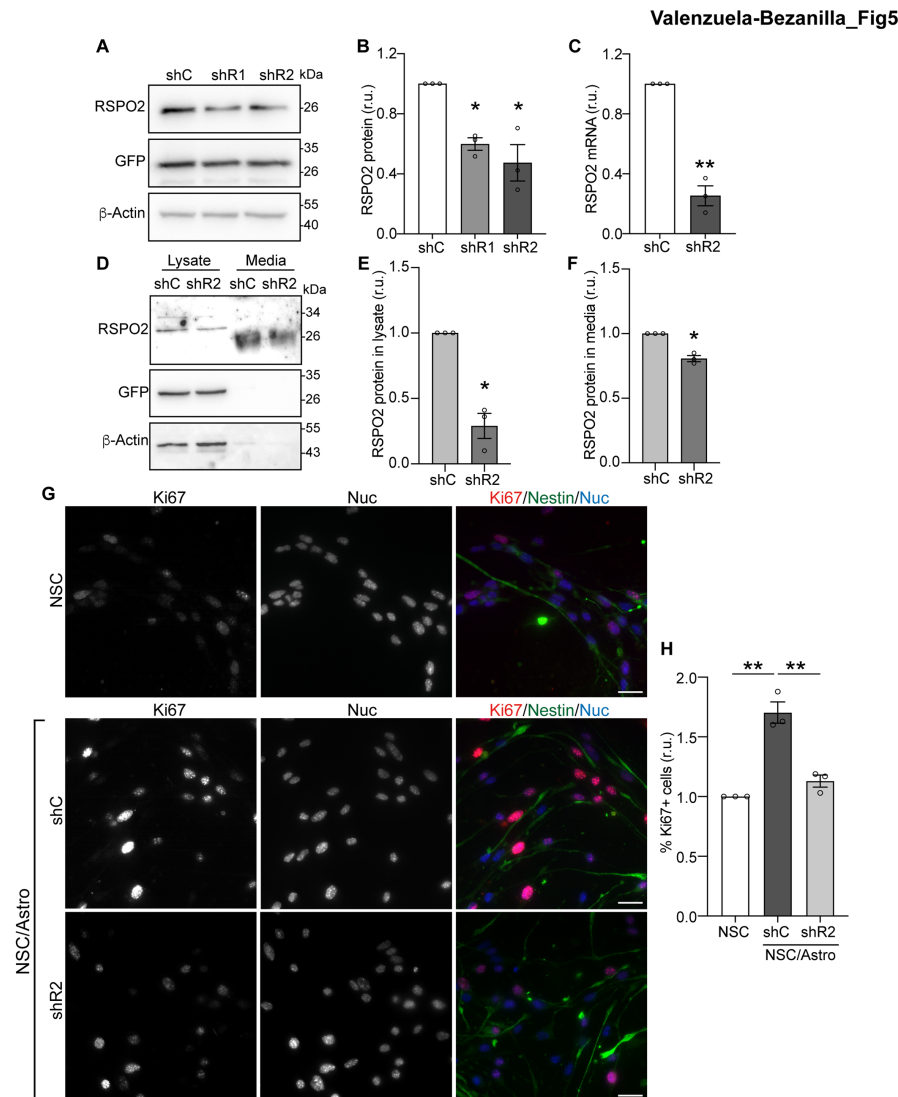 Valenzuela-Bezanilla_Fig5
A
shC shR1 shR2 kDa
RSPO2
-26
GFP
35
-26
β-Actin
-55
-40
B
RSPO2 protein (r.u.)
1.2
0.8
0.4
0.0
* *
shC shR1 shR2
C
RSPO2 mRNA (r.u.)
1.2
0.8
0.4
0.0
**
shC shR2
D
Lysate Media
shC shR2 shC shR2 kDa
RSPO2
-34
-26
GFP
35
-26
β-Actin
55
-43
E
RSPO2 protein in lysate (r.u.)
1.5
1.0
0.5
0.0
*
shC shR2
F
RSPO2 protein in media (r.u.)
1.5
1.0
0.5
0.0
*
shC shR2
G
Ki67 Nuc Ki67/Nestin/Nuc
NSC
Ki67 Nuc Ki67/Nestin/Nuc
NSC/Astro
shC
shR2
H
% Ki67+ cells (r.u.)
2.0
1.5
1.0
0.5
0.0
** **
NSC shC shR2
NSC/Astro